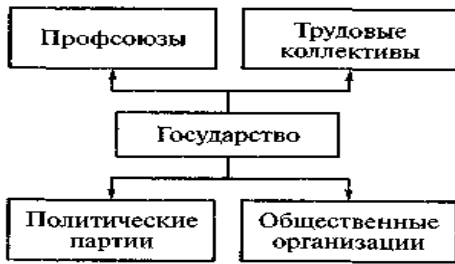 Профсоюзы
Трудовые
коллективы
Государство
Политические
партии
Общественные
организации